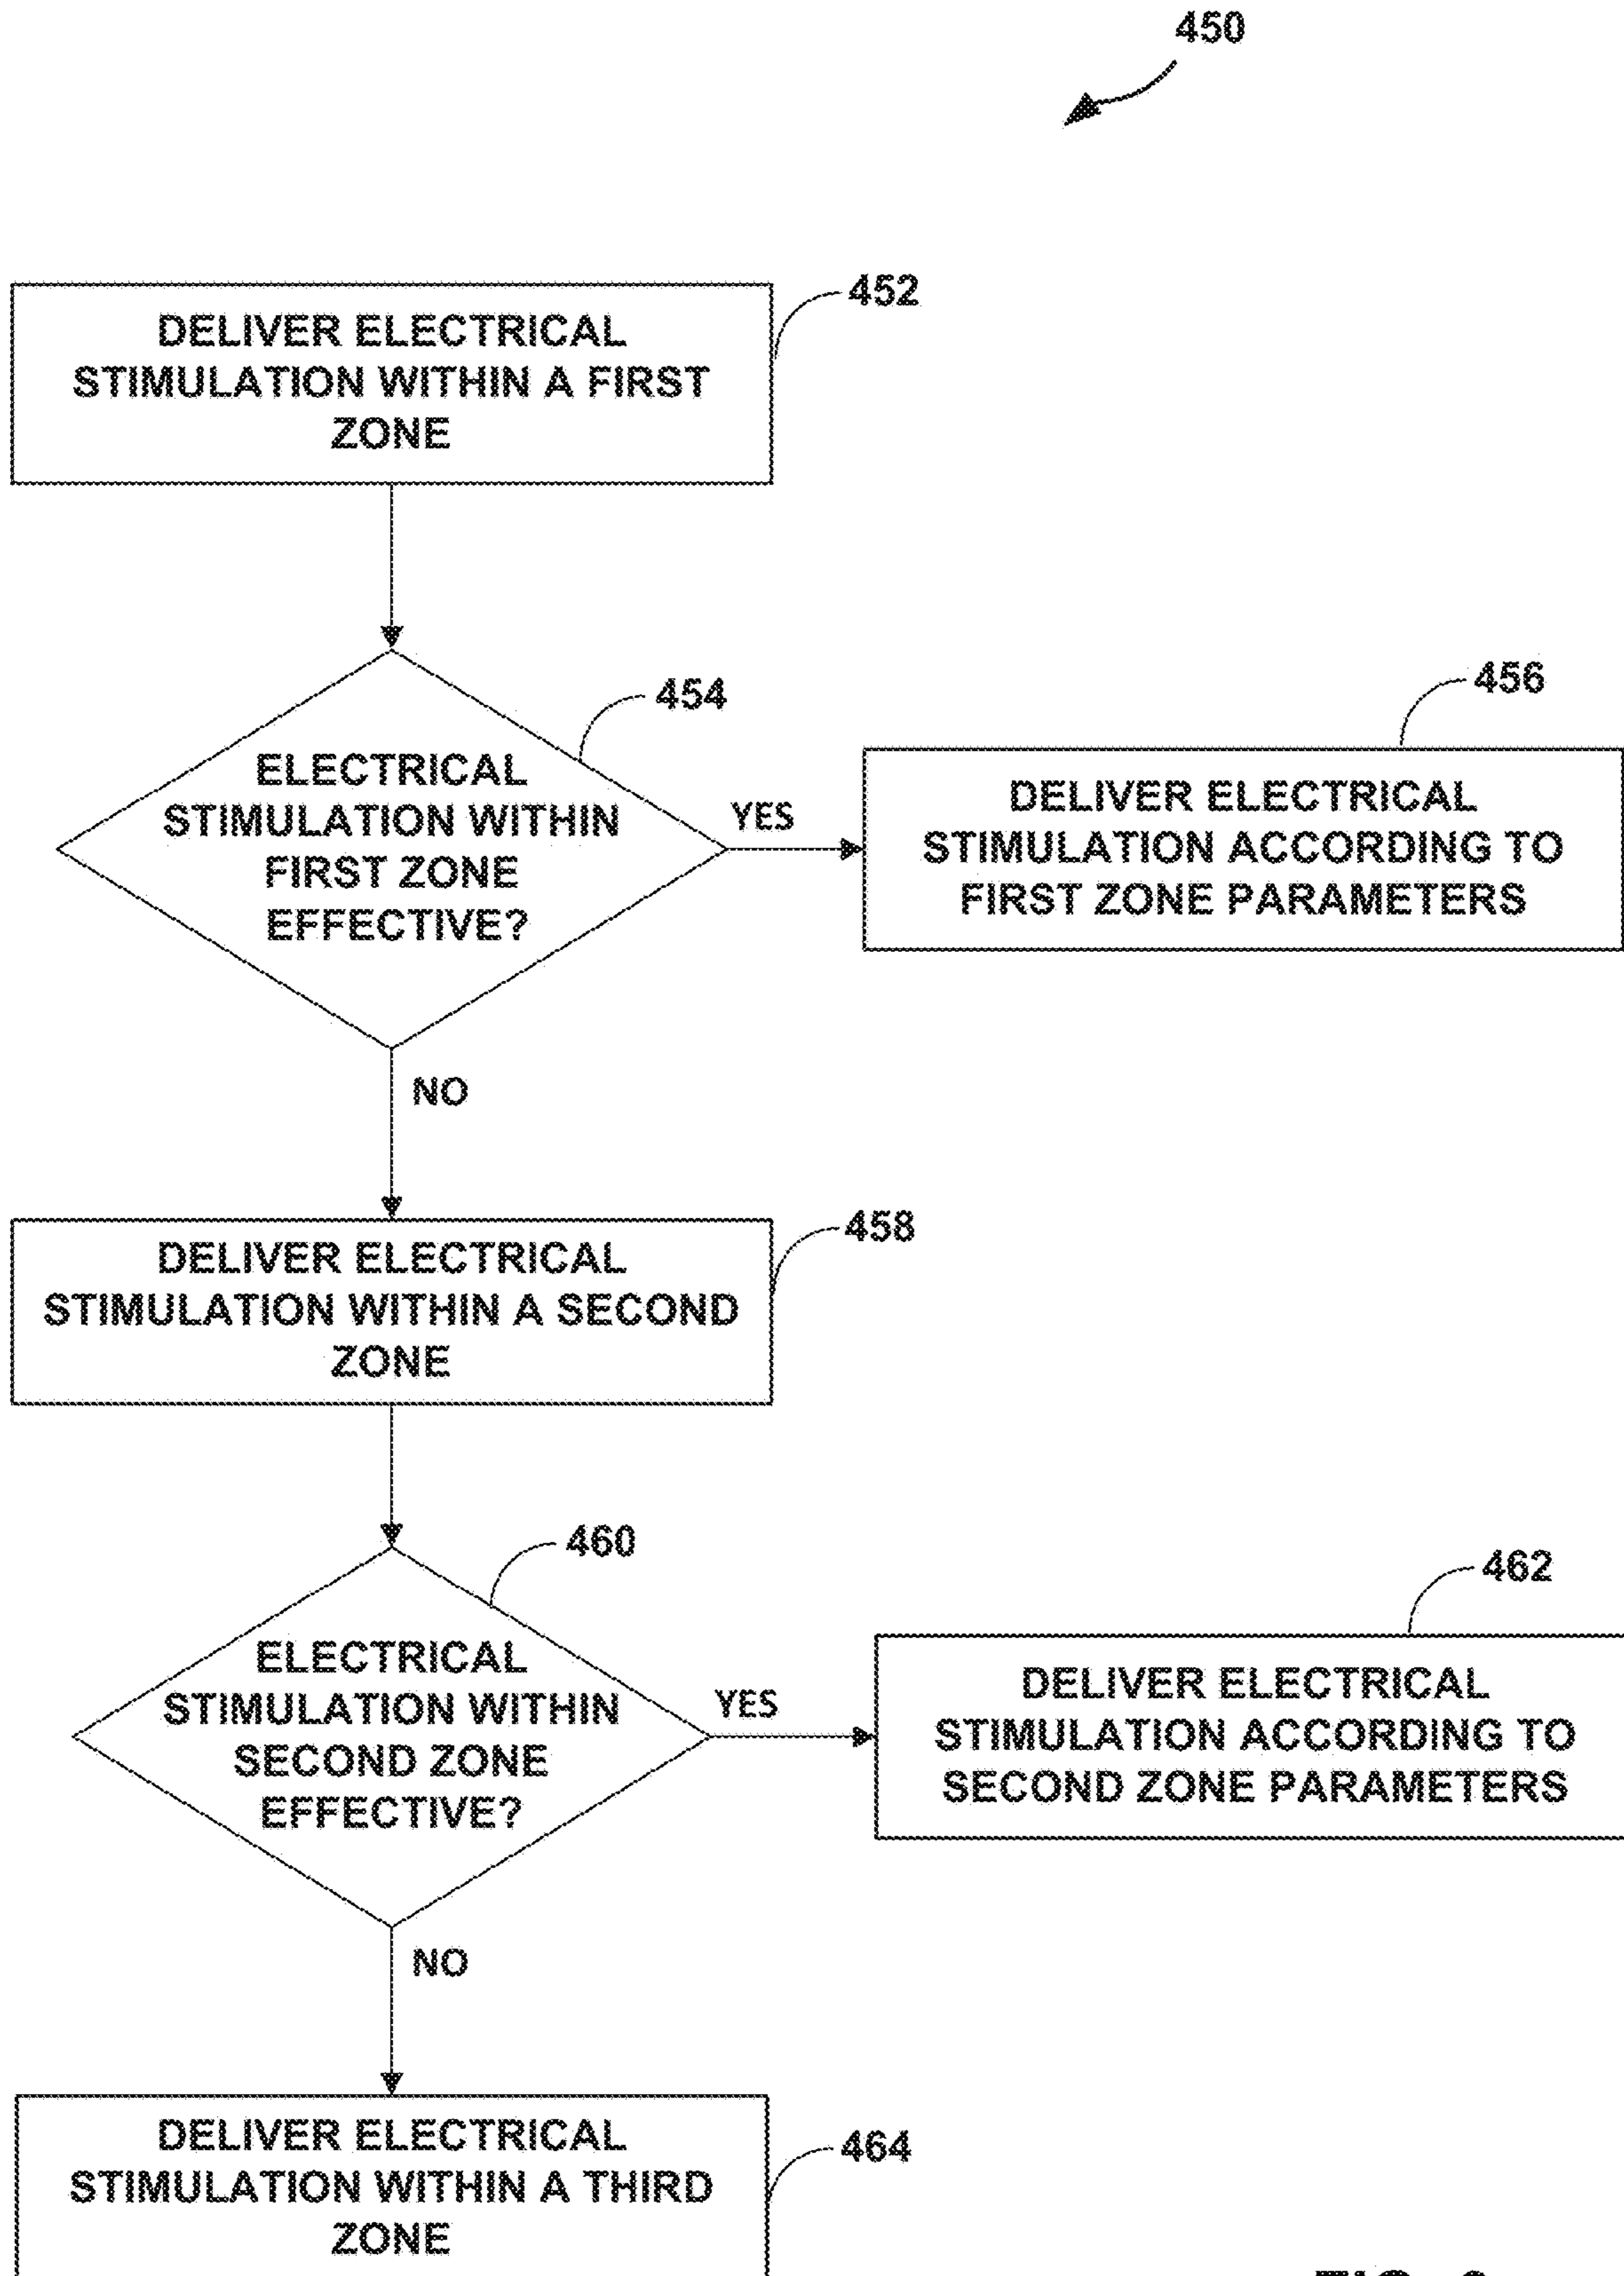 450
DELIVER ELECTRICAL
STIMULATION WITHIN A FIRST
ZONE
452
ELECTRICAL
STIMULATION WITHIN
FIRST ZONE
EFFECTIVE?
454
YES
DELIVER ELECTRICAL
STIMULATION ACCORDING TO
FIRST ZONE PARAMETERS
456
NO
DELIVER ELECTRICAL
STIMULATION WITHIN A SECOND
ZONE
458
ELECTRICAL
STIMULATION WITHIN
SECOND ZONE
EFFECTIVE?
460
YES
DELIVER ELECTRICAL
STIMULATION ACCORDING TO
SECOND ZONE PARAMETERS
462
NO
DELIVER ELECTRICAL
STIMULATION WITHIN A THIRD
ZONE
464